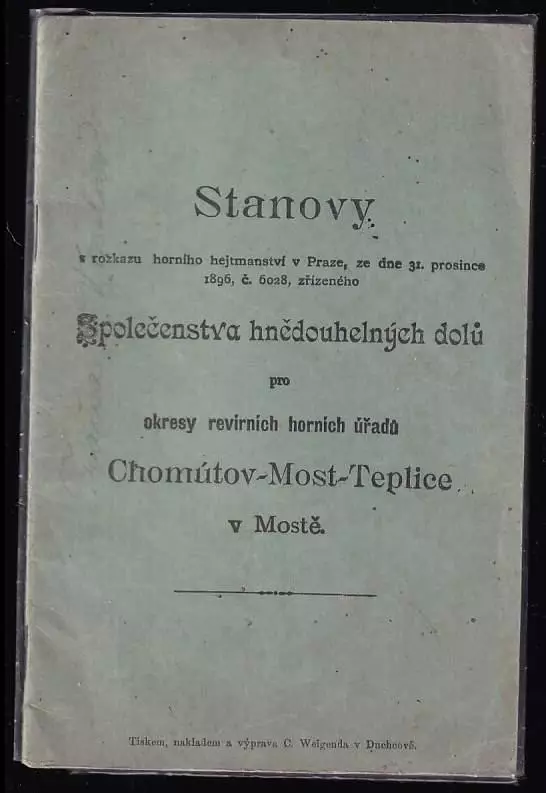 Stanovy
z rozkazu horního hejtmanství v Praze, ze dne 31. prosince
1896, č. 6028, zřízeného
Společenstva hnědouhelných dolů
pro
okresy revírních horních úřadů
Chomútov-Most-Teplice
v Mostě.
Tiskem, nákladem a výprava C. Weigenda v Duchcově.